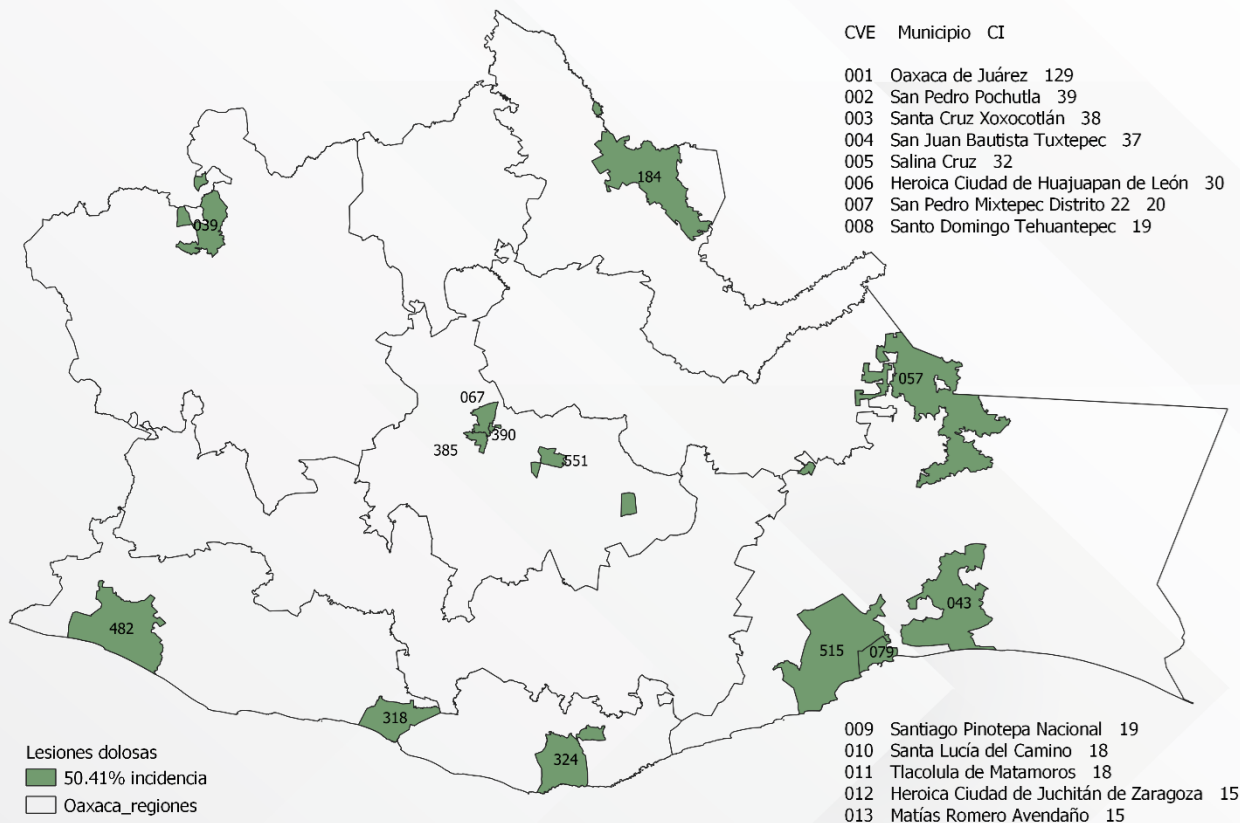 CVE Municipio CI
001 Oaxaca de Juárez 129
002 San Pedro Pochutla 39
003 Santa Cruz Xoxocotlán 38
004 San Juan Bautista Tuxtepec 37
005 Salina Cruz 32
006 Heroica Ciudad de Huajuapan de León 30
007 San Pedro Mixtepec Distrito 22 20
008 Santo Domingo Tehuantepec 19
184
039
057
067
390
385
551
043
482
515
079
318
324
009 Santiago Pinotepa Nacional 19
010 Santa Lucía del Camino 18
011 Tlacolula de Matamoros 18
012 Heroica Ciudad de Juchitán de Zaragoza 15
013 Matías Romero Avendaño 15
Lesiones dolosas
50.41% incidencia
Oaxaca_regiones